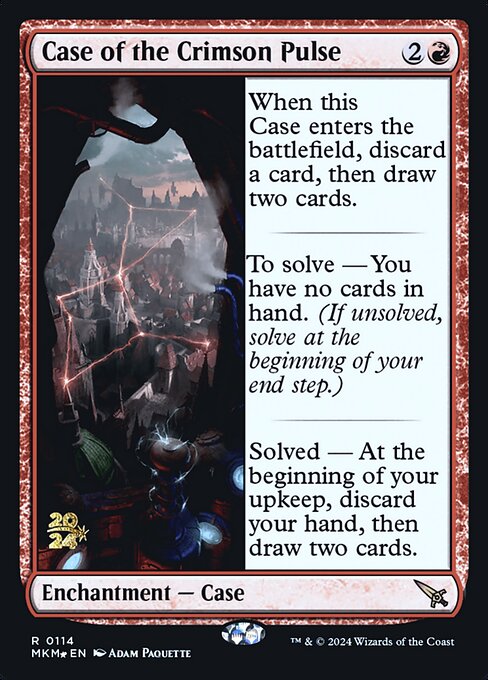 Case of the Crimson Pulse 2
When this
Case enters the
battlefield, discard
a card, then draw
two cards.
To solve — You
have no cards in
hand. (If unsolved,
solve at the
beginning of your
end step.)
Solved — At the
beginning of your
upkeep, discard
your hand, then
draw two cards.
2024
Enchantment — Case
R 0114
MKM★EN Adam Paquette
™ & © 2024 Wizards of the Coast